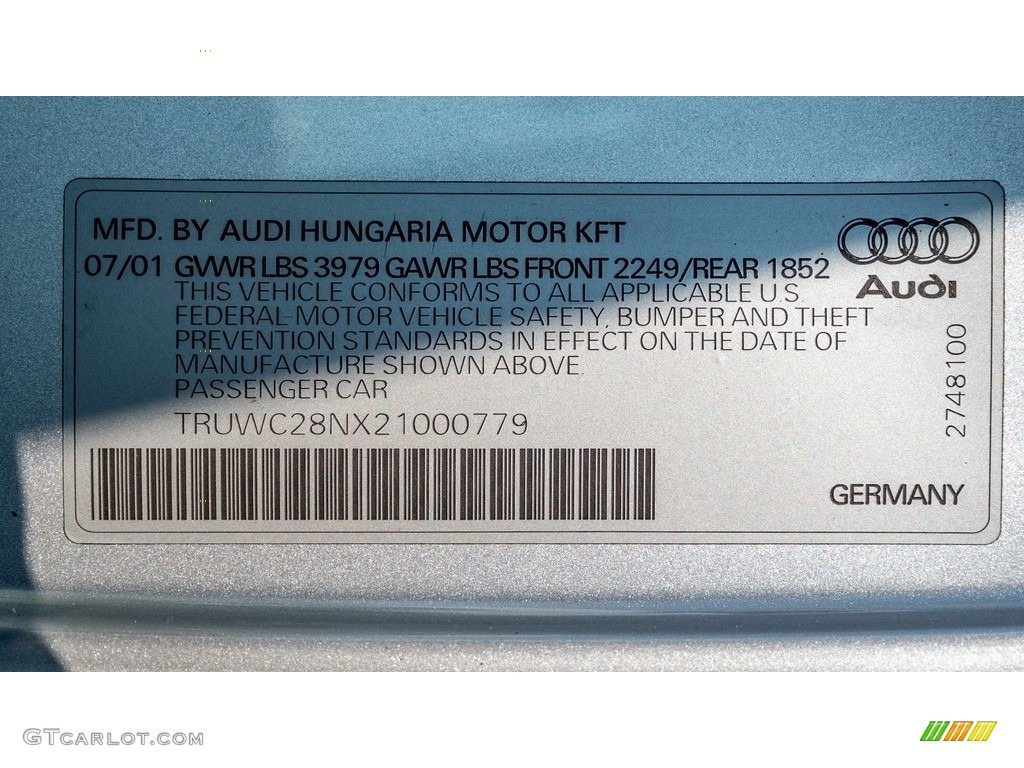 MFD. BY AUDI HUNGARIA MOTOR KFT
07/01 GVWR LBS 3979 GAWR LBS FRONT 2249/REAR 1852
THIS VEHICLE CONFORMS TO ALL APPLICABLE U.S.
FEDERAL MOTOR VEHICLE SAFETY, BUMPER AND THEFT
PREVENTION STANDARDS IN EFFECT ON THE DATE OF
MANUFACTURE SHOWN ABOVE.
PASSENGER CAR
TRUWC28NX21000779
Audi
2748100
GERMANY
GTCARLOT.COM